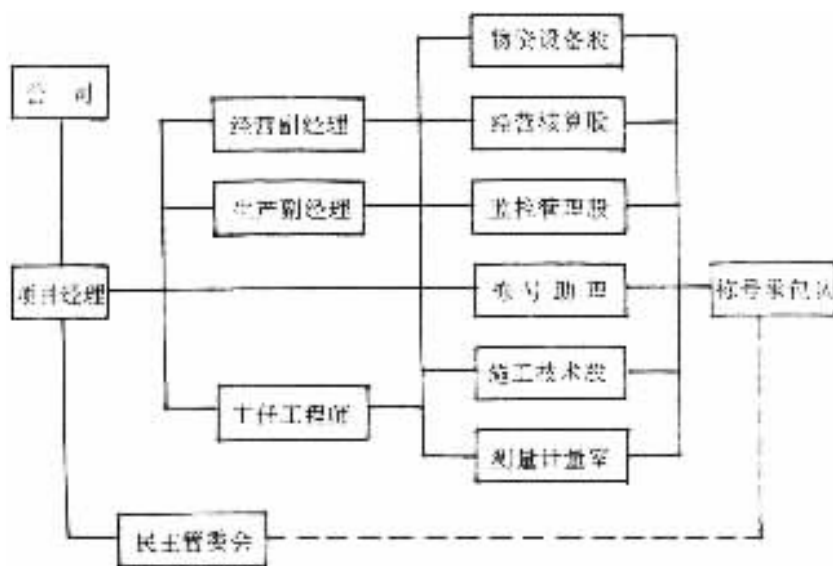 物资设备股
公司
经营副经理
经营核算股
生产副经理
监控管理股
项目经理
栋号助理
栋号承包队
施工技术股
主任工程师
测量计量室
民主管委会